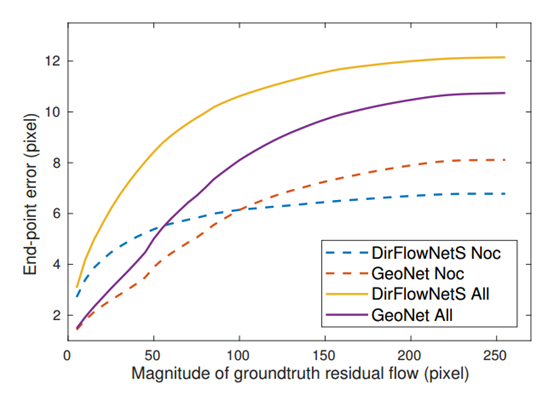 12
10
8
6
4
2
0
50
100
150
200
250
End-point error (pixel)
Magnitude of groundtruth residual flow (pixel)
DirFlowNetS Noc
GeoNet Noc
DirFlowNetS All
GeoNet All